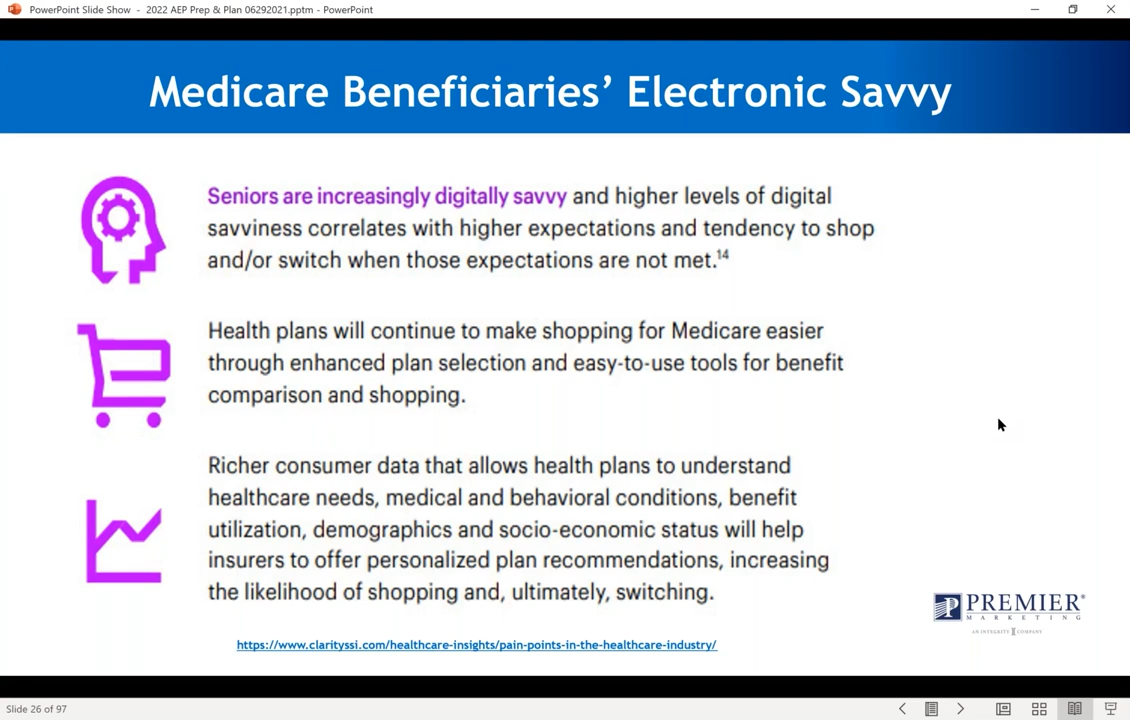 PowerPoint Slide Show - 2022 AEP Prep & Plan 06292021.pptm - PowerPoint
Medicare Beneficiaries’ Electronic Savvy
Seniors are increasingly digitally savvy and higher levels of digital
savviness correlates with higher expectations and tendency to shop
and/or switch when those expectations are not met.14
Health plans will continue to make shopping for Medicare easier
through enhanced plan selection and easy-to-use tools for benefit
comparison and shopping.
Richer consumer data that allows health plans to understand
healthcare needs, medical and behavioral conditions, benefit
utilization, demographics and socio-economic status will help
insurers to offer personalized plan recommendations, increasing
the likelihood of shopping and, ultimately, switching.
PREMIER®
MARKETING
AN INTEGRITY COMPANY
https://www.clarityssi.com/healthcare-insights/pain-points-in-the-healthcare-industry/
Slide 26 of 97